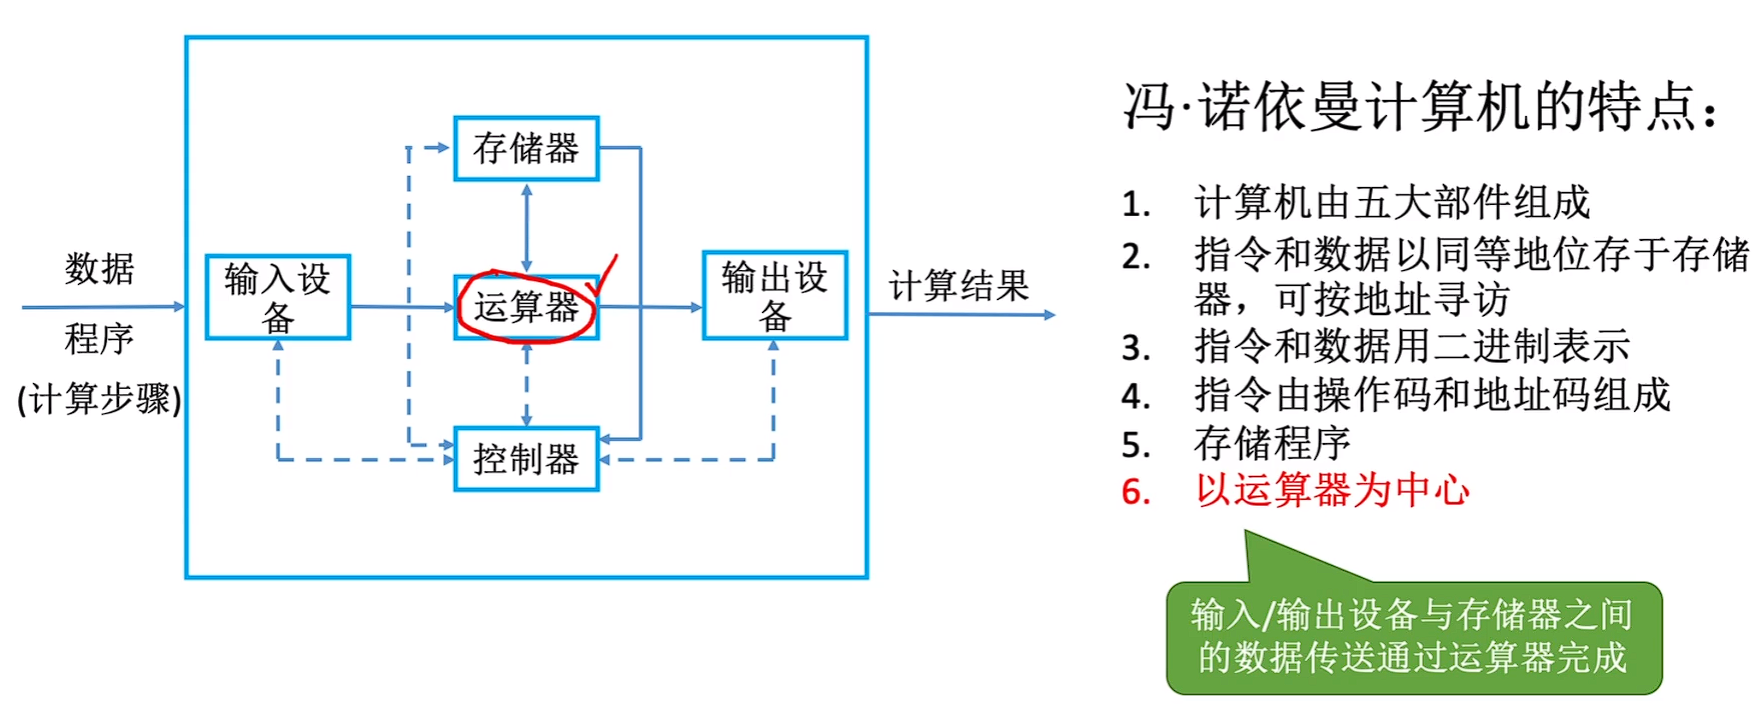 存储器
数据
输入设
备
运算器
输出设
备
计算结果
程序
(计算步骤)
控制器
冯·诺依曼计算机的特点：
1. 计算机由五大部件组成
2. 指令和数据以同等地位存于存储
器，可按地址寻访
3. 指令和数据用二进制表示
4. 指令由操作码和地址码组成
5. 存储程序
6. 以运算器为中心
输入/输出设备与存储器之间
的数据传送通过运算器完成